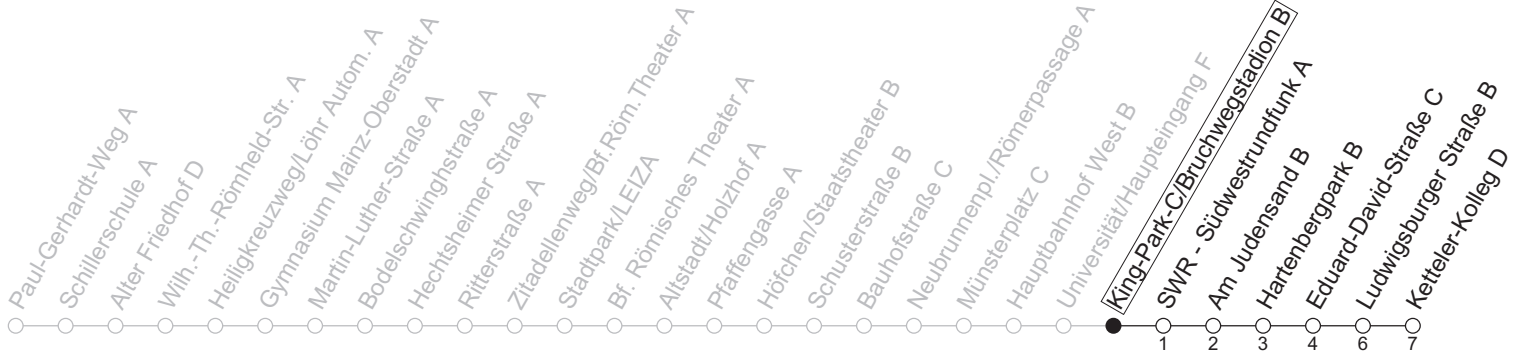 Paul-Gerhardt-Weg A
Schillerschule A
Alter Friedhof D
Wilh.-Th.-Römheld-Str. A
Heiligkreuzweg/Löhr Autom. A
Gymnasium Mainz-Oberstadt A
Martin-Luther-Straße A
Bodelschwinghstraße A
Hechtsheimer Straße A
Ritterstraße A
Zitadellenweg/Bf.Röm.Theater A
Stadtpark/LEIZA
Bf. Römisches Theater A
Altstadt/Holzhof A
Pfaffengasse A
Höfchen/Staatstheater B
Schusterstraße B
Bauhofstraße C
Neubrunnenpl./Römerpassage A
Münsterplatz C
Hauptbahnhof West B
Universität/Haupteingang F
King-Park-C/Bruchwegstadion B
SWR - Südwestrundfunk A
Am Judensand B
Hartenbergpark B
Eduard-David-Straße C
Ludwigsburger Straße B
Ketteler-Kolleg D
1 2 3 4 6 7